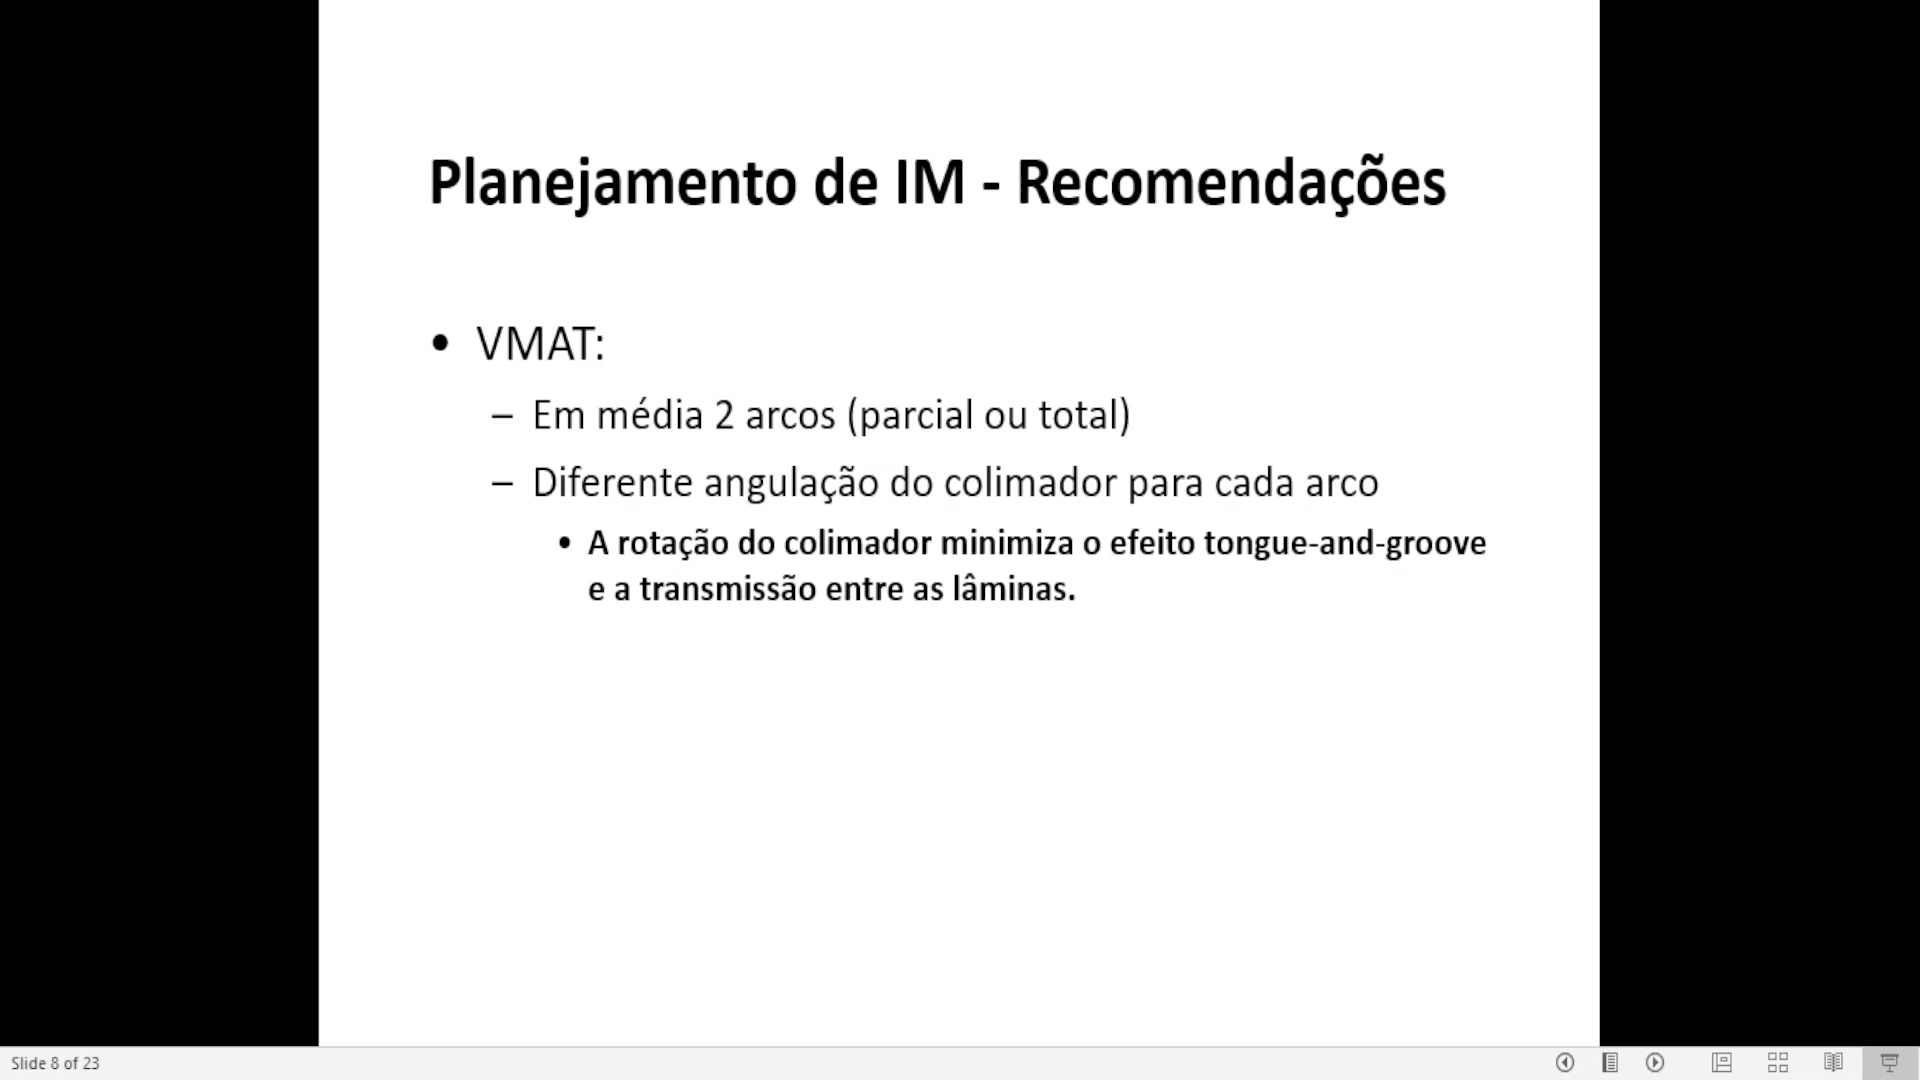 Planejamento de IM - Recomendações
• VMAT:
– Em média 2 arcos (parcial ou total)
– Diferente angulação do colimador para cada arco
• A rotação do colimador minimiza o efeito tongue-and-groove
e a transmissão entre as lâminas.
Slide 8 of 23